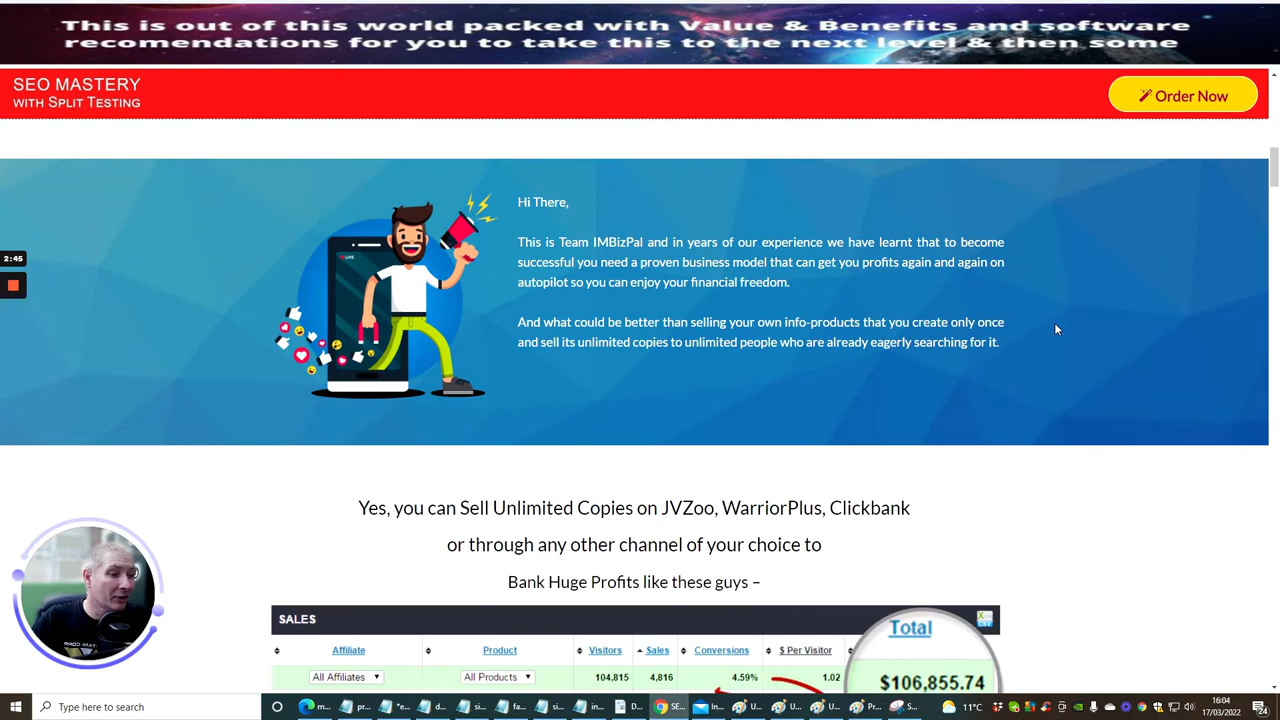 This is out of this world packed with Value & Benefits and software
recomendations for you to take this to the next level & then some
SEO MASTERY
WITH SPLIT TESTING
Order Now
Hi There,
LIVE
This is Team IMBizPal and in years of our experience we have learnt that to become
successful you need a proven business model that can get you profits again and again on
autopilot so you can enjoy your financial freedom.
2:45
And what could be better than selling your own info-products that you create only once
and sell its unlimited copies to unlimited people who are already eagerly searching for it.
Yes, you can Sell Unlimited Copies on JVZoo, WarriorPlus, Clickbank
or through any other channel of your choice to
Bank Huge Profits like these guys –
SALES
Total
Affiliate Product Visitors Sales Conversions $ Per Visitor
All Affiliates All Products 104,815 4,816 4.59% 1.02
$106,855.74
Type here to search
11°C
16:04
17/03/2022